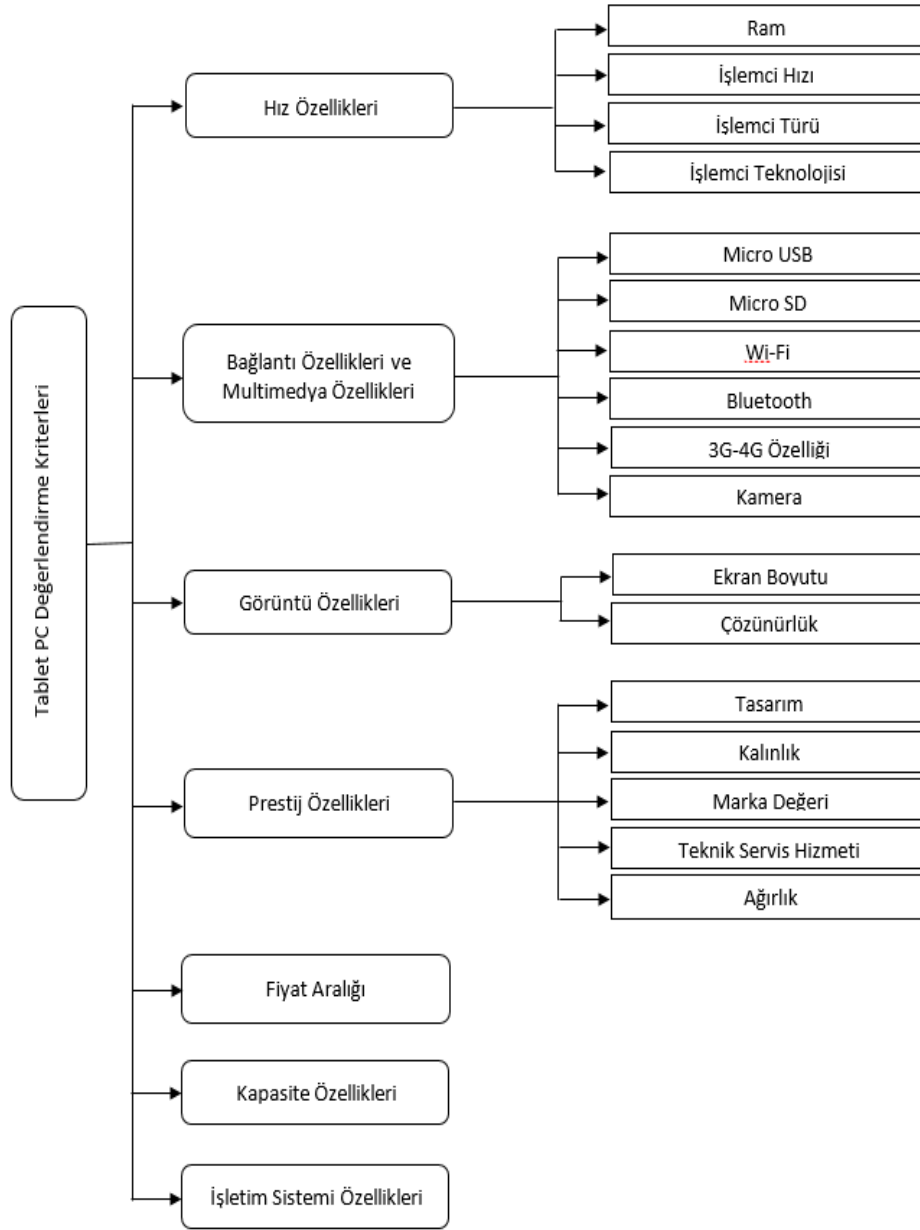 Tablet PC Değerlendirme Kriterleri
Hız Özellikleri
Ram
İşlemci Hızı
İşlemci Türü
İşlemci Teknolojisi
Bağlantı Özellikleri ve
Multimedya Özellikleri
Micro USB
Micro SD
Wi-Fi
Bluetooth
3G-4G Özelliği
Kamera
Görüntü Özellikleri
Ekran Boyutu
Çözünürlük
Prestij Özellikleri
Tasarım
Kalınlık
Marka Değeri
Teknik Servis Hizmeti
Ağırlık
Fiyat Aralığı
Kapasite Özellikleri
İşletim Sistemi Özellikleri